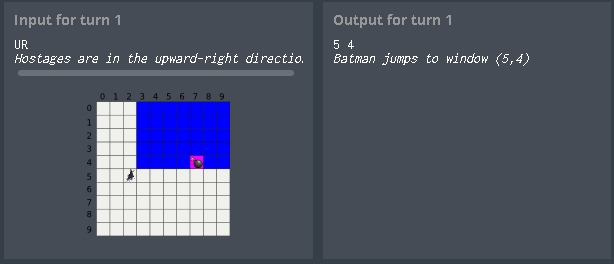 Input for turn 1
UR
Hostages are in the upward-right directio
0 1 2 3 4 5 6 7 8 9
0
1
2
3
4
5
6
7
8
9
Output for turn 1
5 4
Batman jumps to window (5,4)